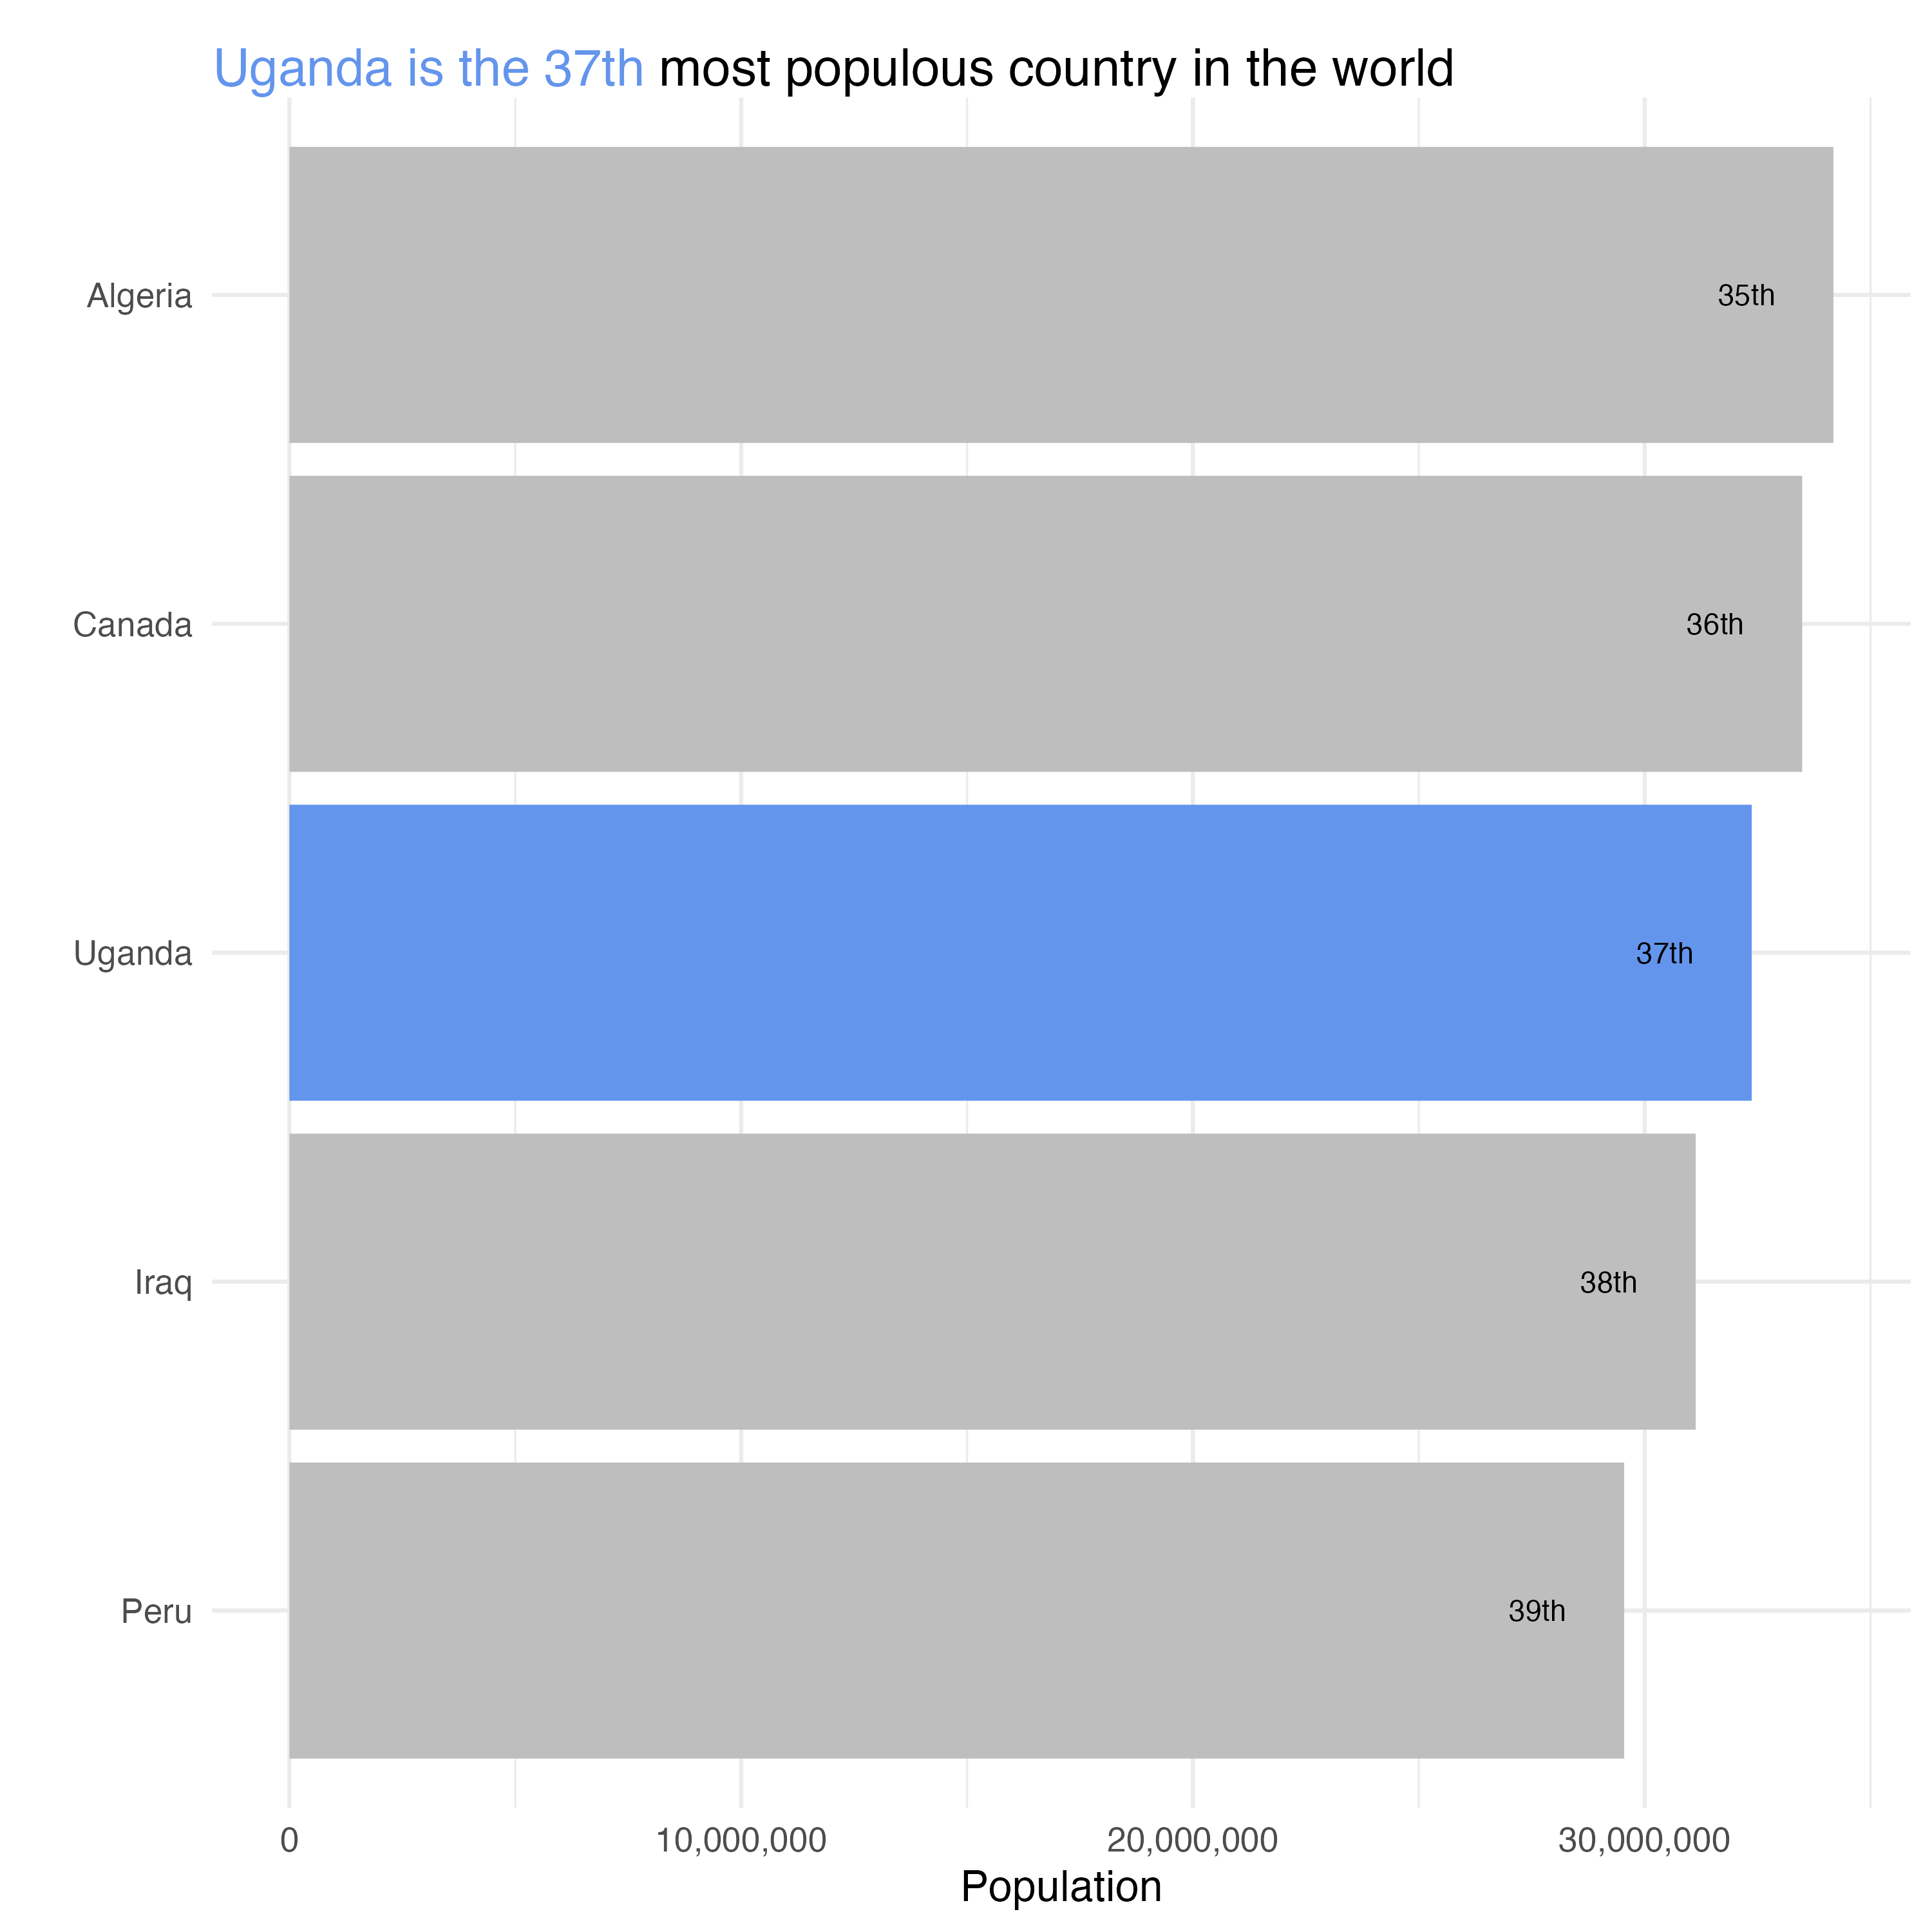 Uganda is the 37th most populous country in the world
Algeria
35th
Canada
36th
Uganda
37th
Iraq
38th
Peru
39th
0
10,000,000
20,000,000
30,000,000
Population